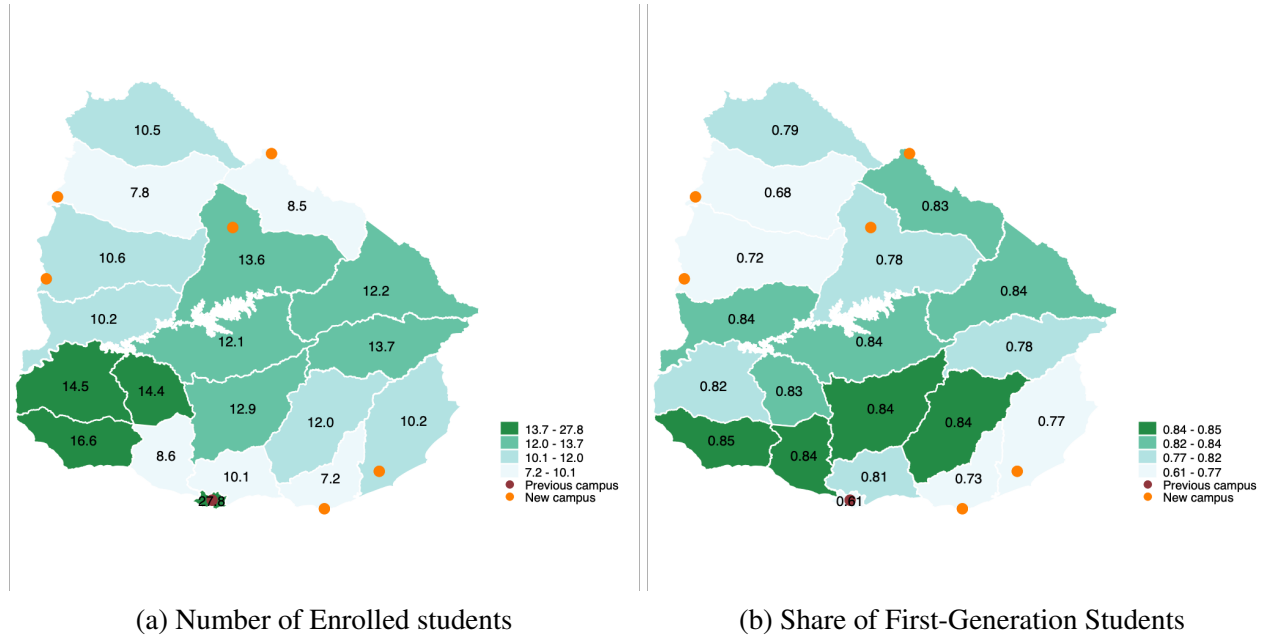 10.5
7.8
8.5
10.6
13.6
12.2
10.2
12.1
13.7
14.5
14.4
12.9
12.0
10.2
16.6
8.6
10.1
7.2
27.8
13.7 - 27.8
12.0 - 13.7
10.1 - 12.0
7.2 - 10.1
Previous campus
New campus
(a) Number of Enrolled students
0.79
0.68
0.83
0.72
0.78
0.84
0.84
0.84
0.78
0.82
0.83
0.84
0.84
0.77
0.85
0.84
0.81
0.73
0.61
0.84 - 0.85
0.82 - 0.84
0.77 - 0.82
0.61 - 0.77
Previous campus
New campus
(b) Share of First-Generation Students